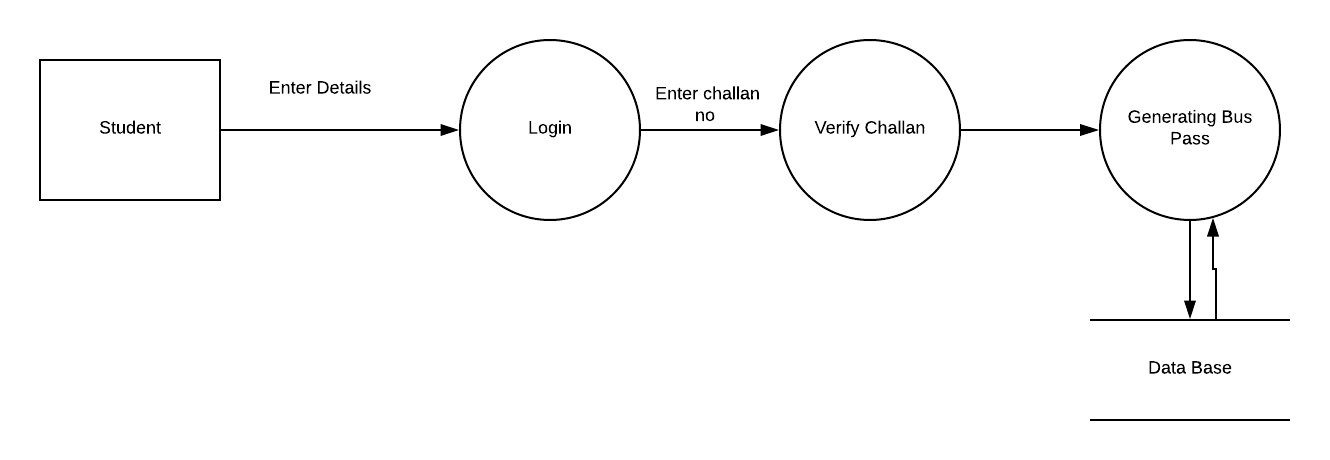 Student
Enter Details
Login
Enter challan
no
Verify Challan
Generating Bus
Pass
Data Base